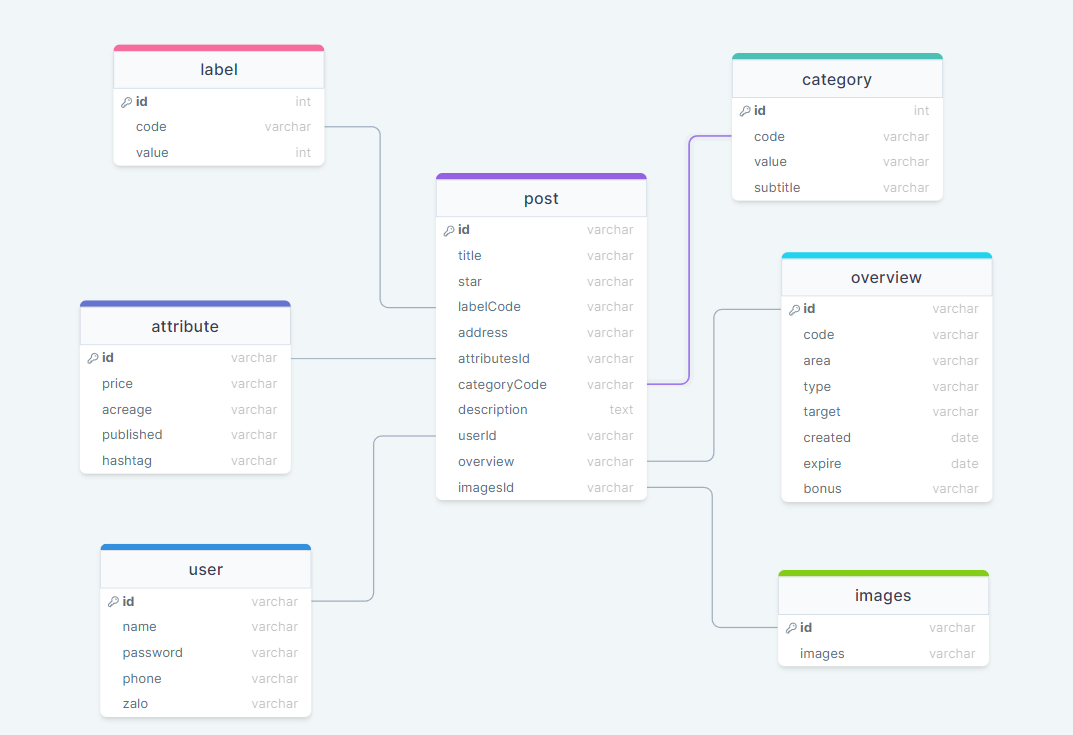 label
id int
code varchar
value int
category
id int
code varchar
value varchar
subtitle varchar
post
id varchar
title varchar
star varchar
labelCode varchar
address varchar
attributesId varchar
categoryCode varchar
description text
userId varchar
overview varchar
imagesId varchar
overview
id varchar
code varchar
area varchar
type varchar
target varchar
created date
expire date
bonus varchar
attribute
id varchar
price varchar
acreage varchar
published varchar
hashtag varchar
user
id varchar
name varchar
password varchar
phone varchar
zalo varchar
images
id varchar
images varchar